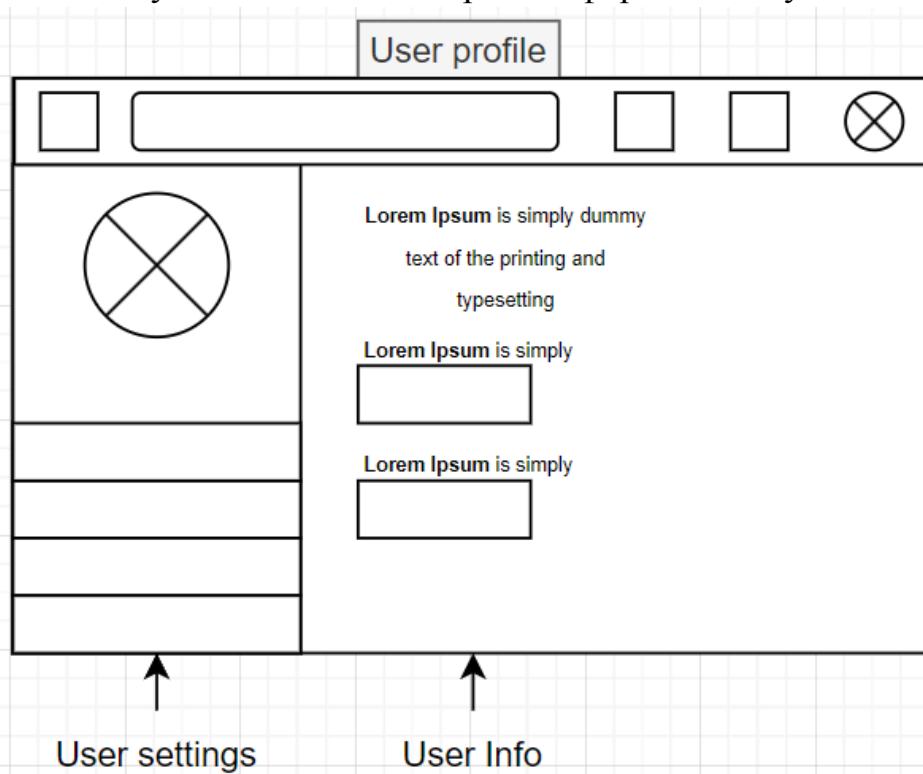 User profile
Lorem Ipsum is simply dummy
text of the printing and
typesetting
Lorem Ipsum is simply
Lorem Ipsum is simply
User settings
User Info